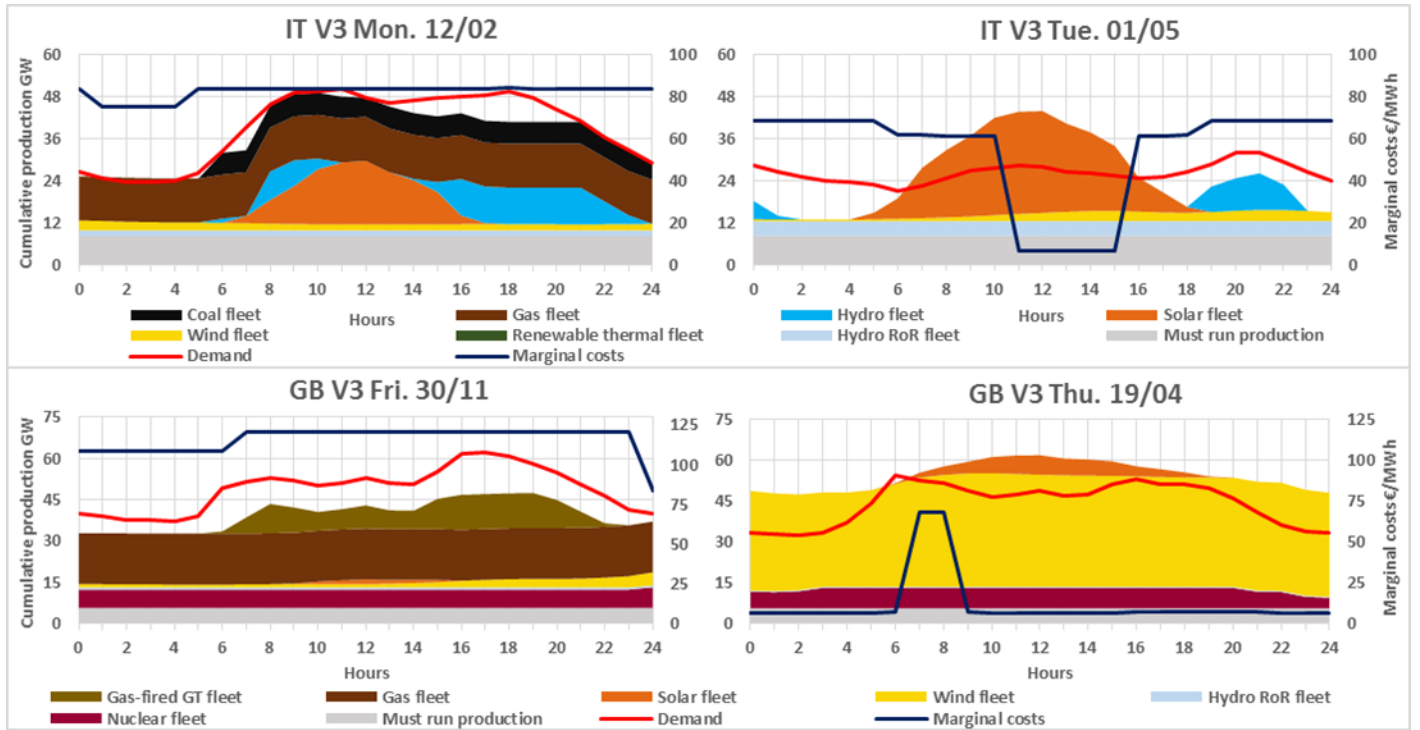 IT V3 Mon. 12/02
Cumulative production GW
60
48
36
24
12
0
100
80
60
40
20
0
0 2 4 6 8 10 12 14 16 18 20 22 24
Hours
Coal fleet
Gas fleet
Wind fleet
Renewable thermal fleet
Demand
Marginal costs
IT V3 Tue. 01/05
60
48
36
24
12
0
100
80
60
40
20
0
Marginal costs €/MWh
0 2 4 6 8 10 12 14 16 18 20 22 24
Hours
Hydro fleet
Solar fleet
Hydro RoR fleet
Must run production
GB V3 Fri. 30/11
Cumulative production GW
75
60
45
30
15
0
125
100
75
50
25
0
0 2 4 6 8 10 12 14 16 18 20 22 24
Hours
GB V3 Thu. 19/04
75
60
45
30
15
0
125
100
75
50
25
0
Marginal costs €/MWh
0 2 4 6 8 10 12 14 16 18 20 22 24
Hours
Gas-fired GT fleet
Gas fleet
Solar fleet
Wind fleet
Hydro RoR fleet
Nuclear fleet
Must run production
Demand
Marginal costs